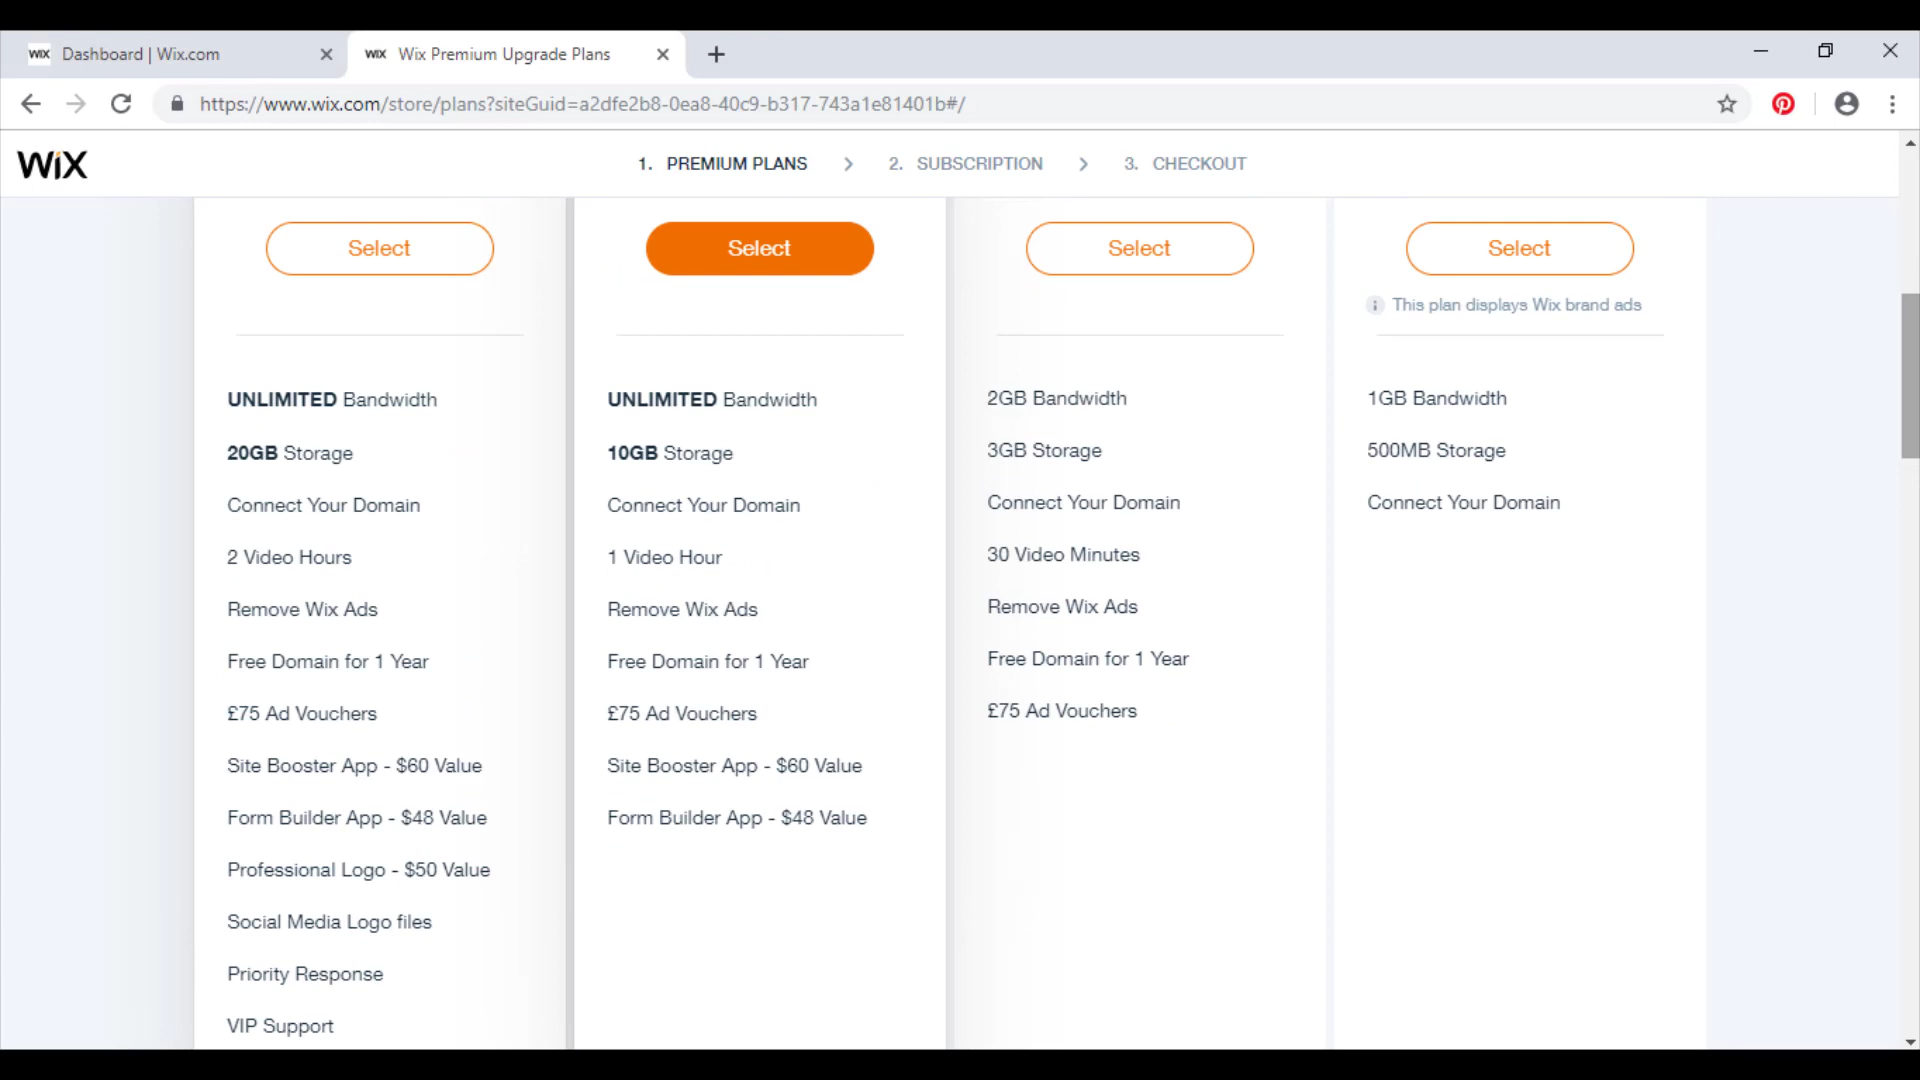 WiX Dashboard | Wix.com
WiX Wix Premium Upgrade Plans
https://www.wix.com/store/plans?siteGuid=a2dfe2b8-0ea8-40c9-b317-743a1e81401b#/
WiX
1. PREMIUM PLANS
2. SUBSCRIPTION
3. CHECKOUT
Select
UNLIMITED Bandwidth
20GB Storage
Connect Your Domain
2 Video Hours
Remove Wix Ads
Free Domain for 1 Year
£75 Ad Vouchers
Site Booster App - $60 Value
Form Builder App - $48 Value
Professional Logo - $50 Value
Social Media Logo files
Priority Response
VIP Support
Select
UNLIMITED Bandwidth
10GB Storage
Connect Your Domain
1 Video Hour
Remove Wix Ads
Free Domain for 1 Year
£75 Ad Vouchers
Site Booster App - $60 Value
Form Builder App - $48 Value
Select
2GB Bandwidth
3GB Storage
Connect Your Domain
30 Video Minutes
Remove Wix Ads
Free Domain for 1 Year
£75 Ad Vouchers
Select
This plan displays Wix brand ads
1GB Bandwidth
500MB Storage
Connect Your Domain